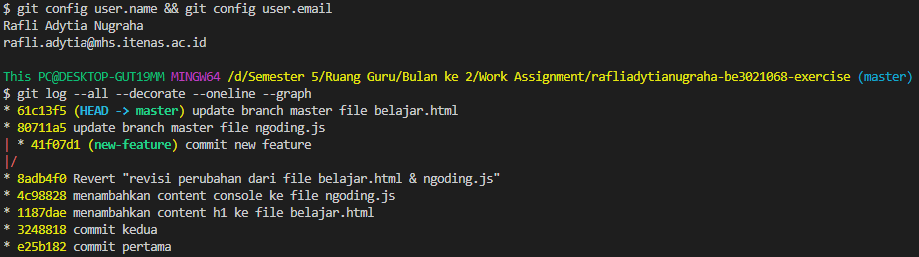 $ git config user.name && git config user.email
Rafli Adytia Nugraha
rafli.adytia@mhs.itenas.ac.id
This PC@DESKTOP-GUT19MM MINGW64 /d/Semester 5/Ruang Guru/Bulan ke 2/Work Assignment/rafliadytianugraha-be3021068-exercise (master)
$ git log --all --decorate --oneline --graph
* 61c13f5 (HEAD -> master) update branch master file belajar.html
* 80711a5 update branch master file ngoding.js
| * 41f07d1 (new-feature) commit new feature
|/
* 8adb4f0 Revert "revisi perubahan dari file belajar.html & ngoding.js"
* 4c98828 menambahkan content console ke file ngoding.js
* 1187dae menambahkan content h1 ke file belajar.html
* 3248818 commit kedua
* e25b182 commit pertama